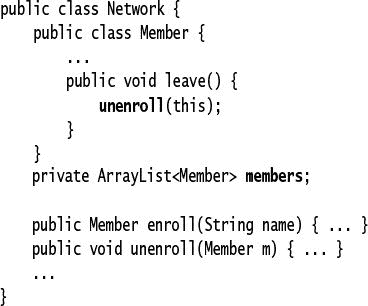 public class Network {
    public class Member {
        ...
        public void leave() {
            unenroll(this);
        }
    }
    private ArrayList<Member> members;

    public Member enroll(String name) { ... }
    public void unenroll(Member m) { ... }
    ...
}